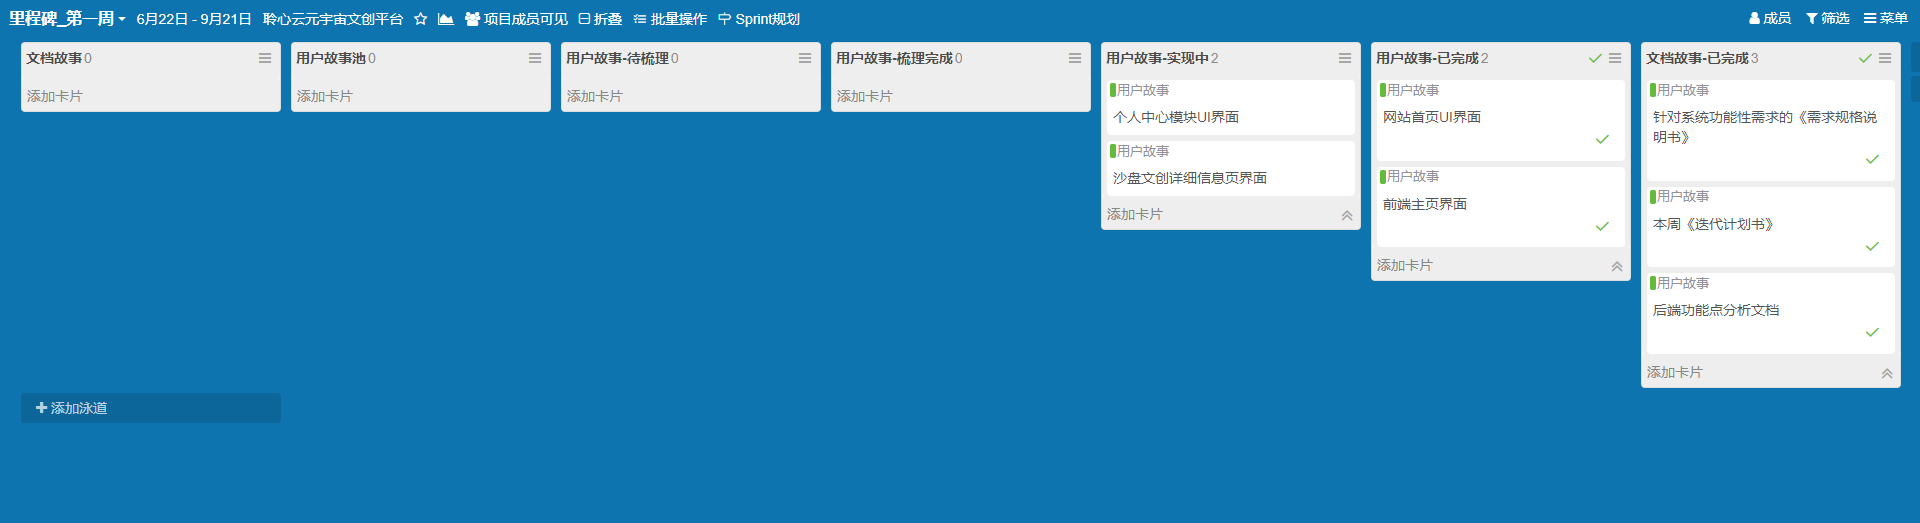 里程碑_第一周 6月22日 - 9月21日 聆心云元宇宙文创平台 项目成员可见 折叠 批量操作 Sprint规划 成员 筛选 菜单
文档故事 0
添加卡片
用户故事池 0
添加卡片
用户故事-待梳理 0
添加卡片
用户故事-梳理完成 0
添加卡片
用户故事-实现中 2
用户故事
个人中心模块UI界面
用户故事
沙盘文创详细信息页界面
添加卡片
用户故事-已完成 2
用户故事
网站首页UI界面
用户故事
前端主页界面
添加卡片
文档故事-已完成 3
用户故事
针对系统功能性需求的《需求规格说
明书》
用户故事
本周《迭代计划书》
用户故事
后端功能点分析文档
添加卡片
添加泳道